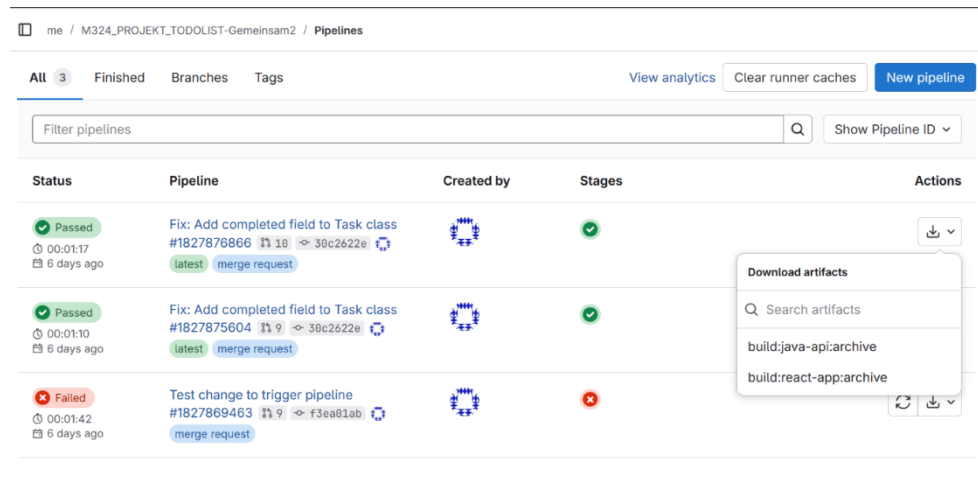 me / M324_PROJEKT_TODOLIST-Gemeinsam2 / Pipelines
All 3 Finished Branches Tags View analytics Clear runner caches New pipeline
Filter pipelines Show Pipeline ID
Status Pipeline Created by Stages Actions
Passed Fix: Add completed field to Task class
00:01:17 #1827876866 10 30c2622e
6 days ago latest merge request
Download artifacts
Search artifacts
build:java-api:archive
build:react-app:archive
Passed Fix: Add completed field to Task class
00:01:10 #1827875604 9 30c2622e
6 days ago latest merge request
Failed Test change to trigger pipeline
00:01:42 #1827869463 9 f3ea01ab
6 days ago merge request